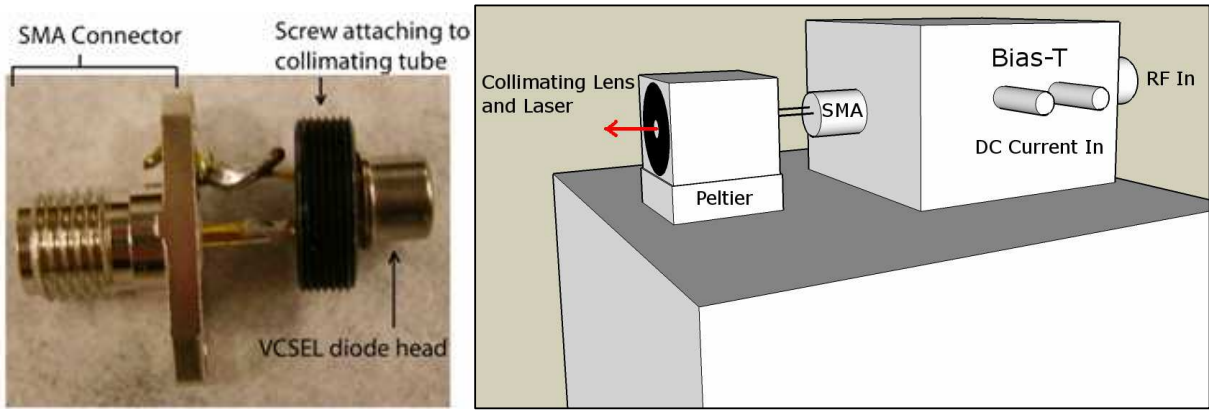 SMA Connector
Screw attaching to
collimating tube
VCSEL diode head
Collimating Lens
and Laser
SMA
Bias-T
RF In
DC Current In
Peltier